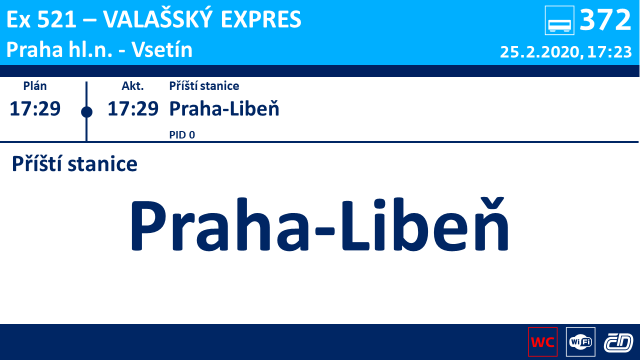 Ex 521 – VALAŠSKÝ EXPRES
372
Praha hl.n. - Vsetín
25.2.2020, 17:23
Plán
Akt.
Příští stanice
17:29
17:29
Praha-Libeň
PID 0
Příští stanice
Praha-Libeň
WC
WiFi
ČD